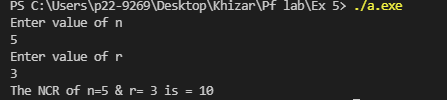 PS C:\Users\p22-9269\Desktop\Khizar\Pf lab\Ex 5> ./a.exe
Enter value of n
5
Enter value of r
3
The NCR of n=5 & r= 3 is = 10